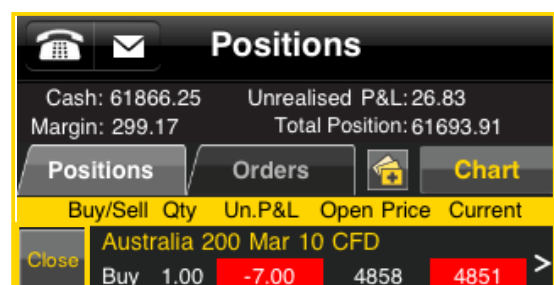 Positions
Cash: 61866.25 Unrealised P&L: 26.83
Margin: 299.17 Total Position: 61693.91
Positions Orders Chart
Buy/Sell Qty Un.P&L Open Price Current
Australia 200 Mar 10 CFD
Close
Buy 1.00 -7.00 4858 4851 >